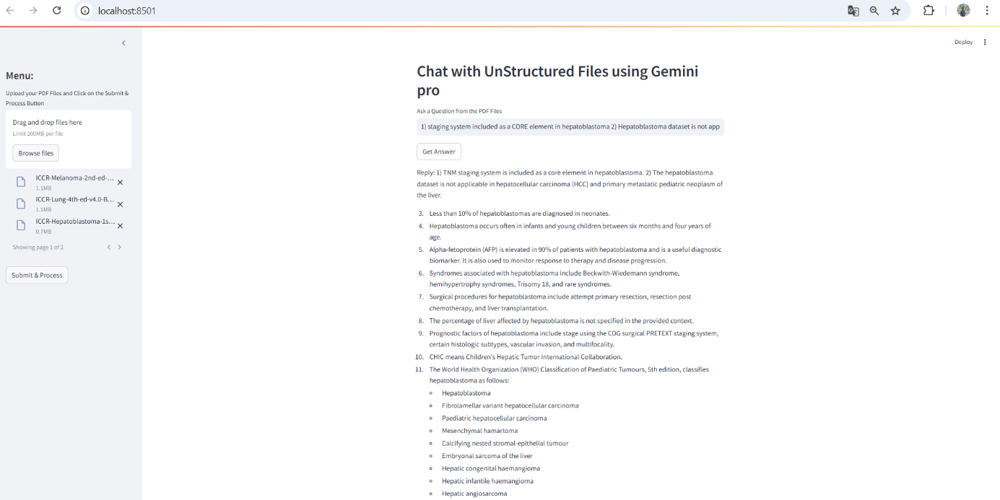 localhost:8501
Deploy
Menu:
Upload your PDF Files and Click on the Submit &
Process Button
Drag and drop files here
Limit 200MB per file
Browse files
ICCR-Melanoma-2nd-ed-...
1.1MB
ICCR-Lung-4th-ed-v4.0-B...
1.1MB
ICCR-Hepatoblastoma-1s...
0.7MB
Showing page 1 of 2
Submit & Process
Chat with UnStructured Files using Gemini
pro
Ask a Question from the PDF Files
1) staging system included as a CORE element in hepatoblastoma 2) Hepatoblastoma dataset is not app
Get Answer
Reply: 1) TNM staging system is included as a core element in hepatoblastoma. 2) The hepatoblastoma
dataset is not applicable in hepatocellular carcinoma (HCC) and primary metastatic pediatric neoplasm of
the liver.
3. Less than 10% of hepatoblastomas are diagnosed in neonates.
4. Hepatoblastoma occurs often in infants and young children between six months and four years of
age.
5. Alpha-fetoprotein (AFP) is elevated in 90% of patients with hepatoblastoma and is a useful diagnostic
biomarker. It is also used to monitor response to therapy and disease progression.
6. Syndromes associated with hepatoblastoma include Beckwith-Wiedemann syndrome,
hemihypertrophy syndromes, Trisomy 18, and rare syndromes.
7. Surgical procedures for hepatoblastoma include attempt primary resection, resection post
chemotherapy, and liver transplantation.
8. The percentage of liver affected by hepatoblastoma is not specified in the provided context.
9. Prognostic factors of hepatoblastoma include stage using the COG surgical PRETEXT staging system,
certain histologic subtypes, vascular invasion, and multifocality.
10. CHIC means Children's Hepatic Tumor International Collaboration.
11. The World Health Organization (WHO) Classification of Paediatric Tumours, 5th edition, classifies
hepatoblastoma as follows:
Hepatoblastoma
Fibrolamellar variant hepatocellular carcinoma
Paediatric hepatocellular carcinoma
Mesenchymal hamartoma
Calcifying nested stromal-epithelial tumour
Embryonal sarcoma of the liver
Hepatic congenital haemangioma
Hepatic infantile haemangioma
Hepatic angiosarcoma